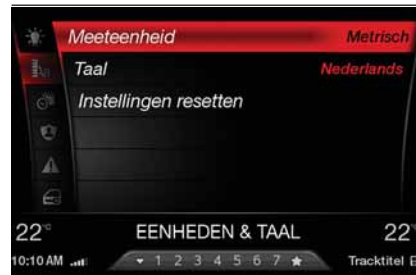 Meeteenheid Metrisch
Taal Nederlands
Instellingen resetten
22°C EENHEDEN & TAAL 22°
10:10 AM 1 2 3 4 5 6 7 Tracktitel